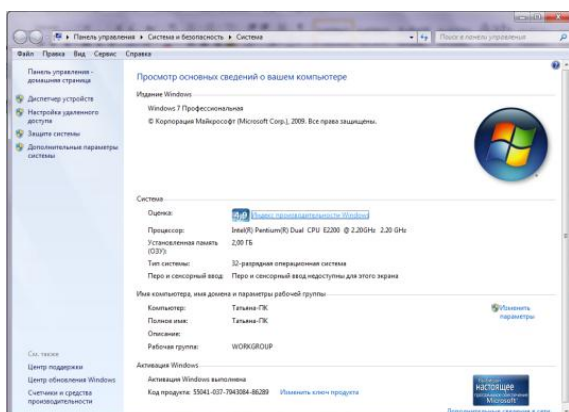 Панель управления ▸ Система и безопасность ▸ Система
Поиск в панели управления
Файл Правка Вид Сервис Справка
Панель управления - домашняя страница
Диспетчер устройств
Настройка удаленного доступа
Защита системы
Дополнительные параметры системы
Просмотр основных сведений о вашем компьютере
Издание Windows
Windows 7 Профессиональная
© Корпорация Майкрософт (Microsoft Corp.), 2009. Все права защищены.
Система
Оценка: Индекс производительности Windows
Процессор: Intel(R) Pentium(R) Dual CPU E2200 @ 2.20GHz 2.20 GHz
Установленная память (ОЗУ): 2,00 ГБ
Тип системы: 32-разрядная операционная система
Перо и сенсорный ввод: Перо и сенсорный ввод недоступны для этого экрана
Имя компьютера, имя домена и параметры рабочей группы
Компьютер: Татьяна-ПК
Изменить параметры
Полное имя: Татьяна-ПК
Описание:
Рабочая группа: WORKGROUP
Активация Windows
Активация Windows выполнена
Код продукта: 55041-037-7943084-86289 Изменить ключ продукта
настоящее
Microsoft
См. также
Центр поддержки
Центр обновления Windows
Счетчики и средства производительности